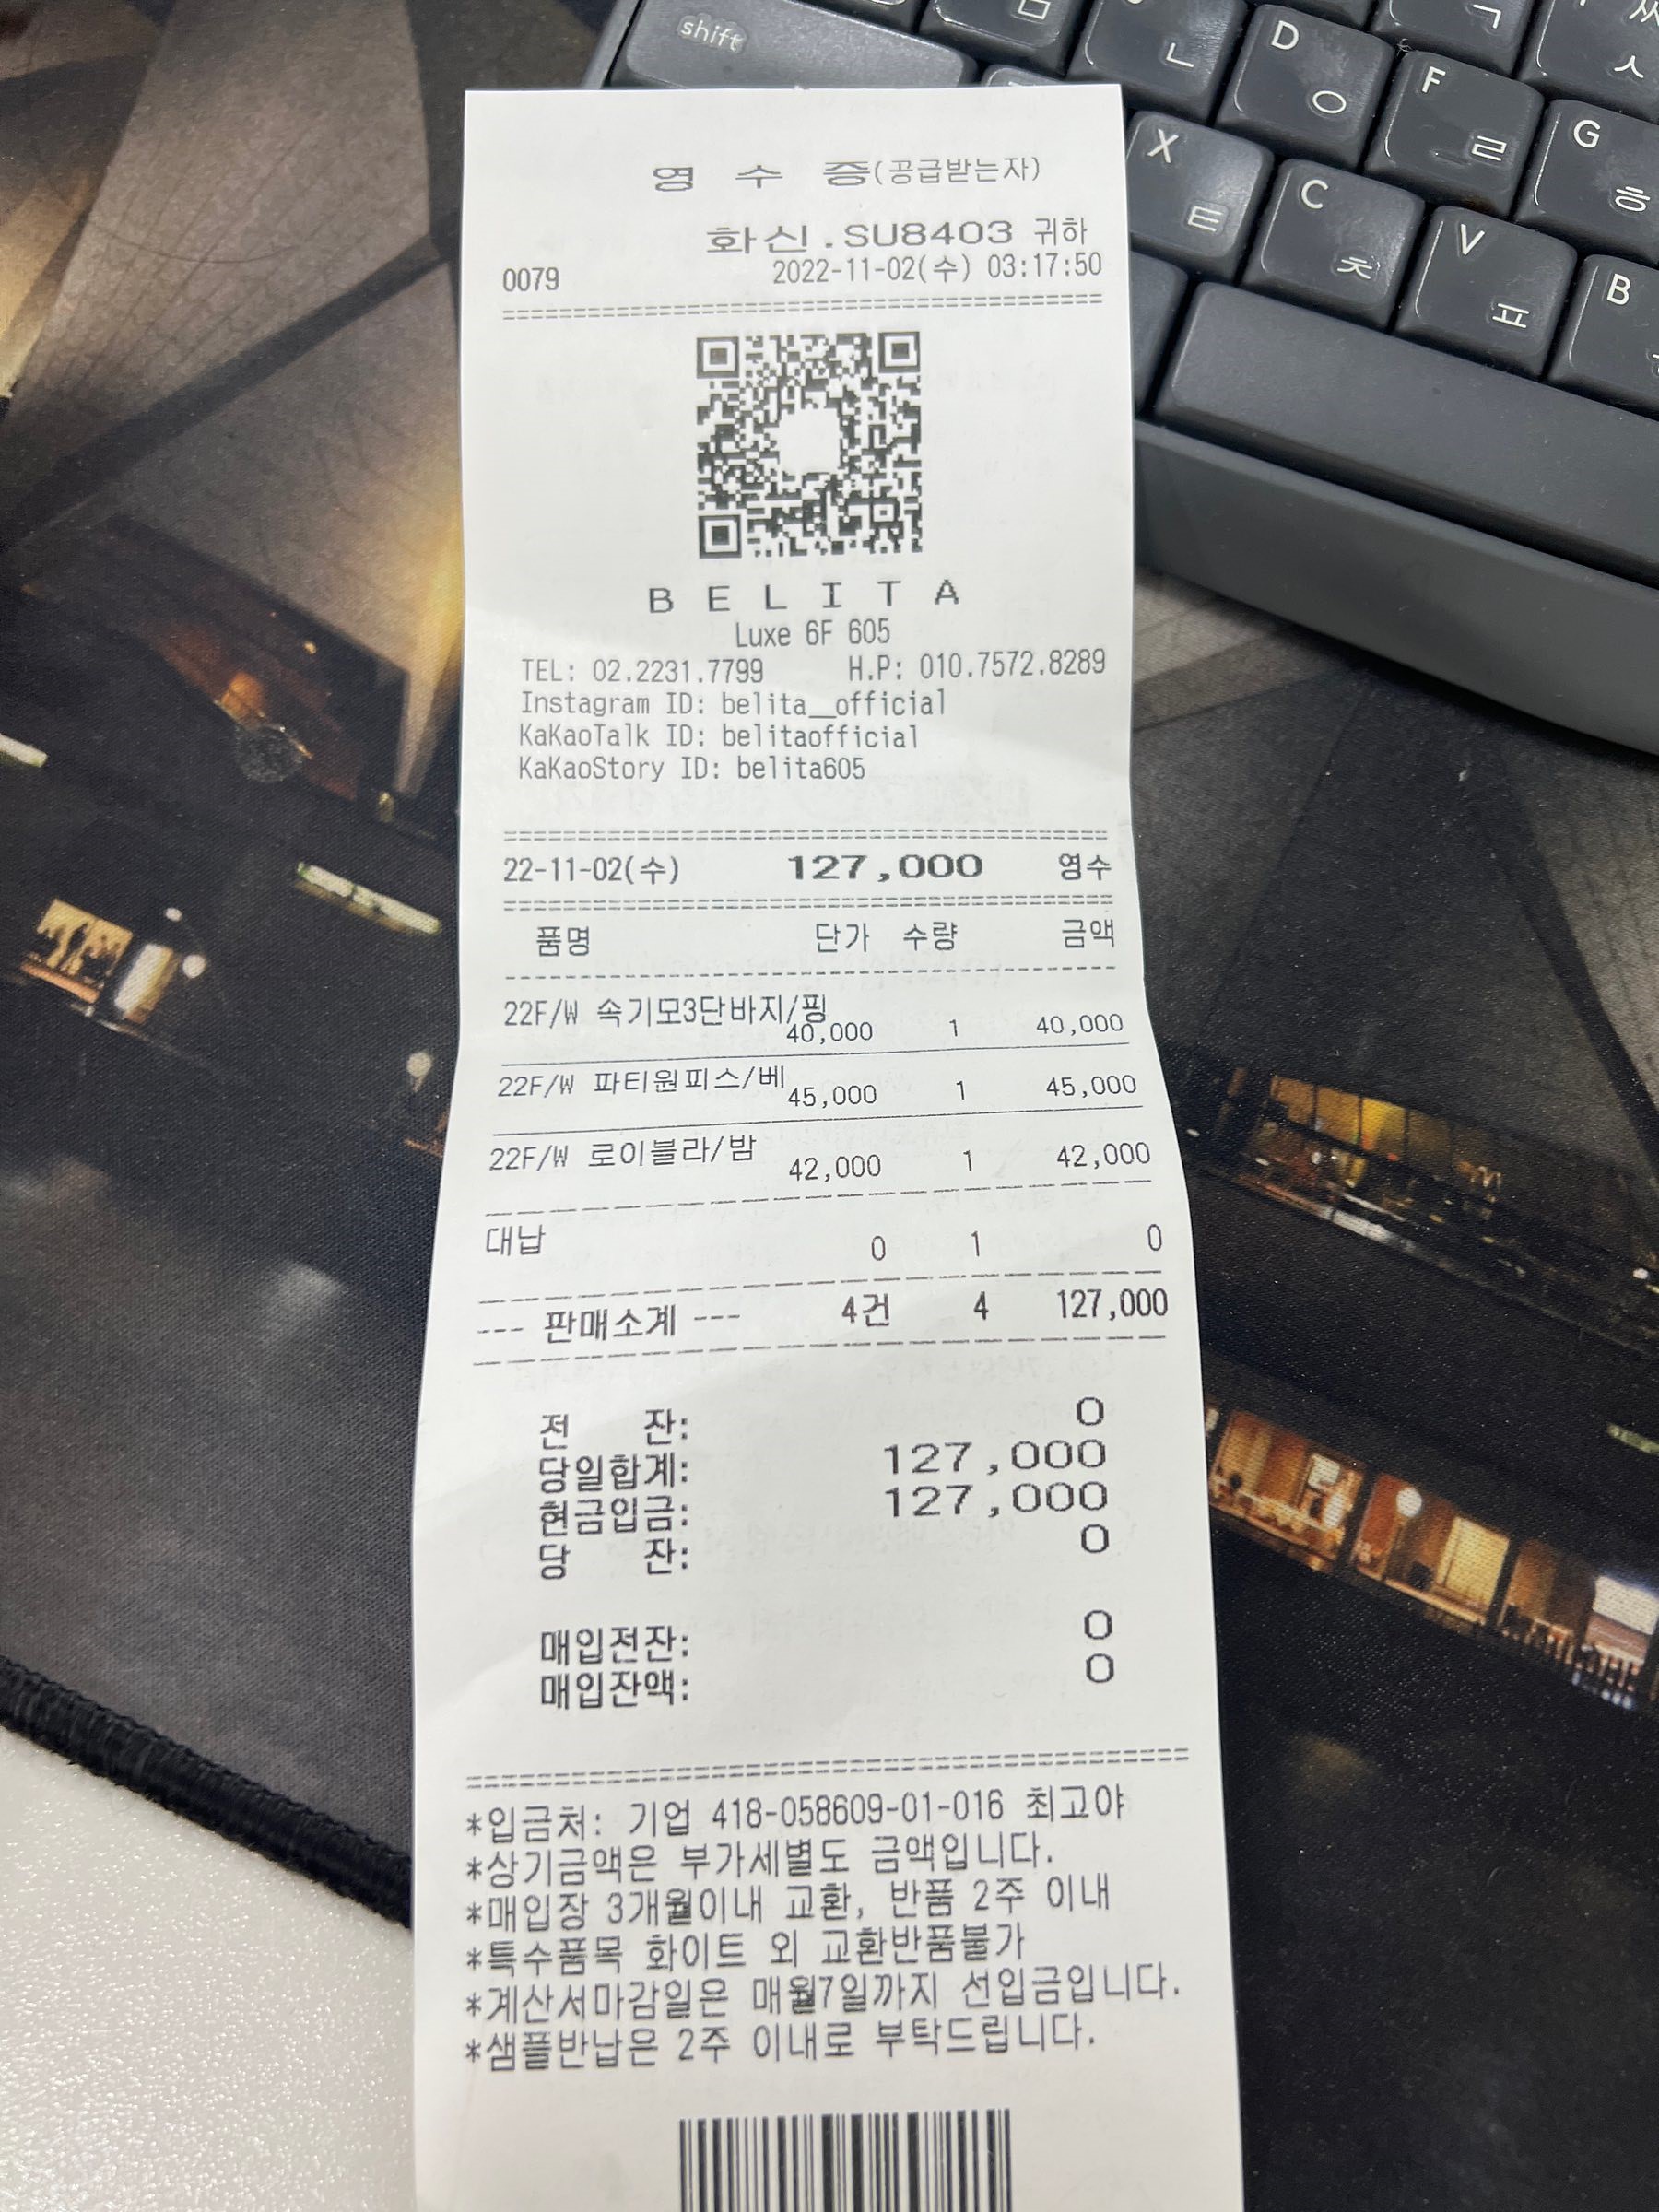 shift
D
ㅇ
ㄴ
ㄱ
F
ㄹ
ㅅ
G
ㅎ
X
ㅌ
C
ㅊ
V
ㅍ
B
영 수 증(공급받는자)
화신.SU8403 귀하
0079 2022-11-02(수) 03:17:50
B E L I T A
Luxe 6F 605
TEL: 02.2231.7799 H.P: 010.7572.8289
Instagram ID: belita__official
KaKaoTalk ID: belitaofficial
KaKaoStory ID: belita605
22-11-02(수) 127,000 영수
품명 단가 수량 금액
22F/W 속기모3단바지/핑
40,000 1 40,000
22F/W 파티원피스/베
45,000 1 45,000
22F/W 로이블라/밤
42,000 1 42,000
대납 0 1 0
--- 판매소계 --- 4건 4 127,000
전 잔: 0
당일합계: 127,000
현금입금: 127,000
당 잔: 0
매입전잔: 0
매입잔액: 0
*입금처: 기업 418-058609-01-016 최고야
*상기금액은 부가세별도 금액입니다.
*매입장 3개월이내 교환, 반품 2주 이내
*특수품목 화이트 외 교환반품불가
*계산서마감일은 매월7일까지 선입금입니다.
*샘플반납은 2주 이내로 부탁드립니다.